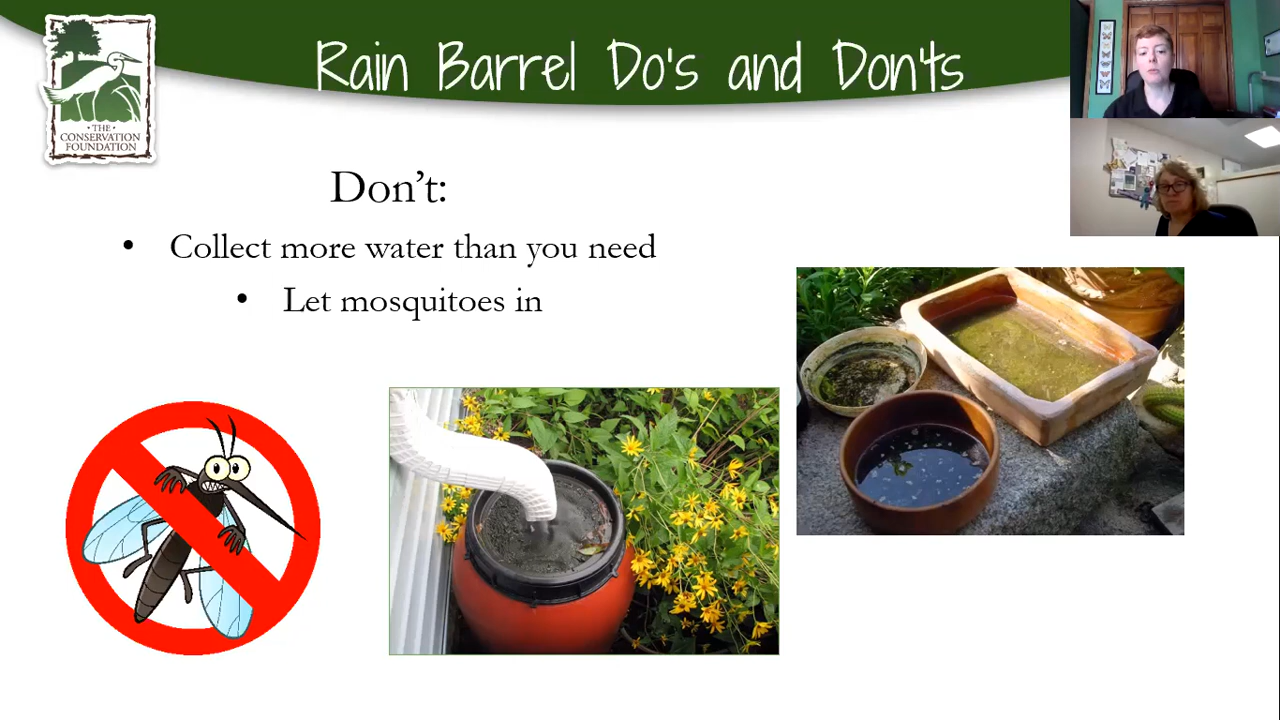 Rain Barrel Do's and Don'ts
· THE ·
CONSERVATION
FOUNDATION
Don’t:
• Collect more water than you need
• Let mosquitoes in